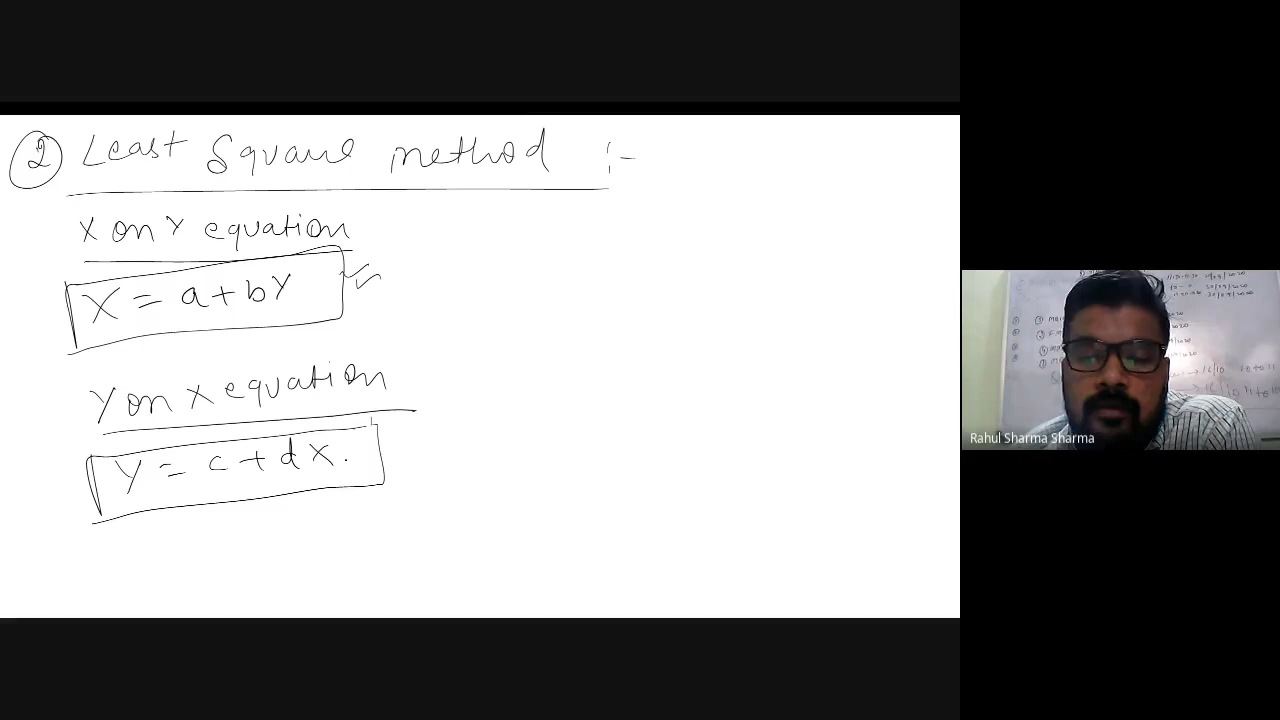 ② Least Square method :-
X on Y equation
X = a + bY
Y on X equation
Y = c + dX.
Rahul Sharma Sharma